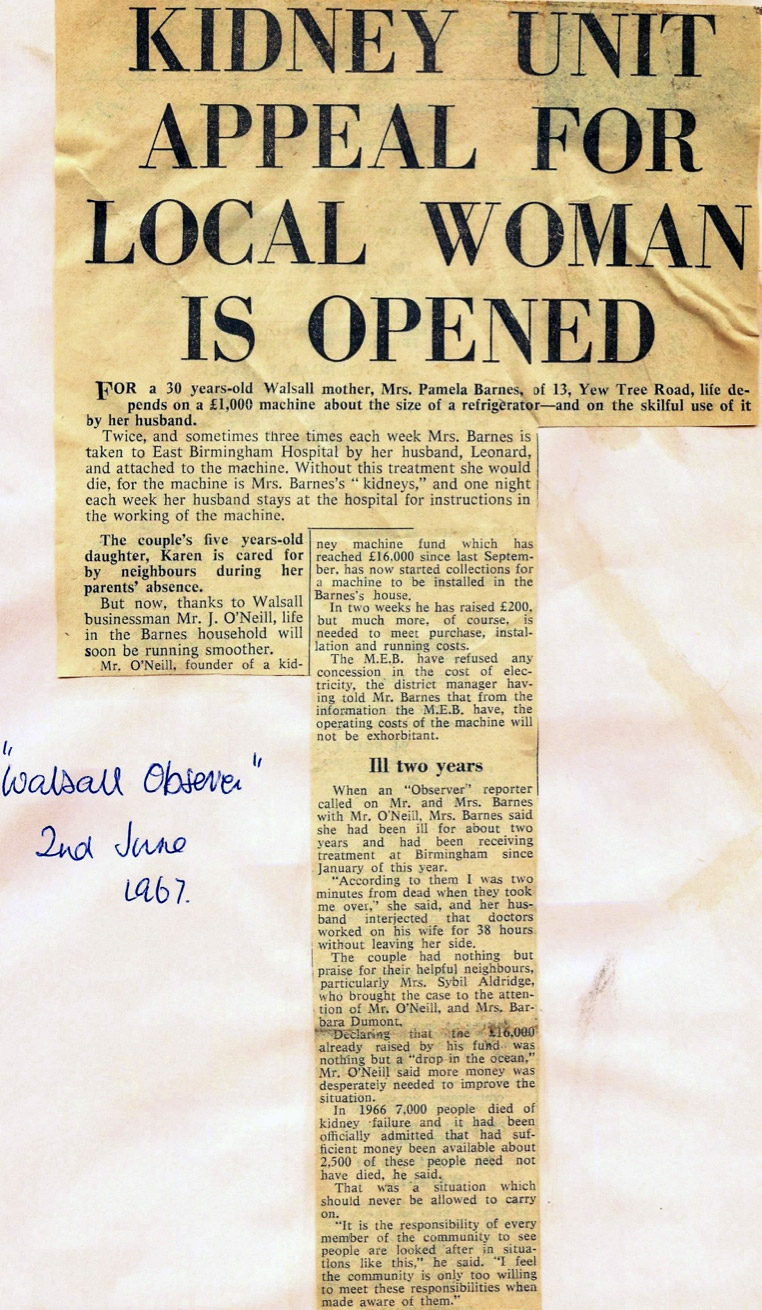 KIDNEY UNIT
APPEAL FOR
LOCAL WOMAN
IS OPENED
FOR a 30 years-old Walsall mother, Mrs. Pamela Barnes, of 13, Yew Tree Road, life de-
pends on a £1,000 machine about the size of a refrigerator—and on the skilful use of it
by her husband.
Twice, and sometimes three times each week Mrs. Barnes is
taken to East Birmingham Hospital by her husband, Leonard,
and attached to the machine. Without this treatment she would
die, for the machine is Mrs. Barnes's “ kidneys,” and one night
each week her husband stays at the hospital for instructions in
the working of the machine.
The couple's five years-old
daughter, Karen is cared for
by neighbours during her
parents' absence.
But now, thanks to Walsall
businessman Mr. J. O'Neill, life
in the Barnes household will
soon be running smoother.
Mr. O'Neill, founder of a kid-
ney machine fund which has
reached £16,000 since last Septem-
ber, has now started collections for
a machine to be installed in the
Barnes's house.
In two weeks he has raised £200,
but much more, of course, is
needed to meet purchase, instal-
lation and running costs.
The M.E.B. have refused any
concession in the cost of elec-
tricity, the district manager hav-
ing told Mr. Barnes that from the
information the M.E.B. have, the
operating costs of the machine will
not be exhorbitant.
Ill two years
When an “Observer” reporter
called on Mr. and Mrs. Barnes
with Mr. O'Neill, Mrs. Barnes said
she had been ill for about two
years and had been receiving
treatment at Birmingham since
January of this year.
“According to them I was two
minutes from dead when they took
me over,” she said, and her hus-
band interjected that doctors
worked on his wife for 38 hours
without leaving her side.
The couple had nothing but
praise for their helpful neighbours,
particularly Mrs. Sybil Aldridge,
who brought the case to the atten-
tion of Mr. O'Neill, and Mrs. Bar-
bara Dumont.
Declaring that the £16,000
already raised by his fund was
nothing but a “drop in the ocean,”
Mr. O'Neill said more money was
desperately needed to improve the
situation.
In 1966 7,000 people died of
kidney failure and it had been
officially admitted that had suf-
ficient money been available about
2,500 of these people need not
have died, he said.
That was a situation which
should never be allowed to carry
on.
“It is the responsibility of every
member of the community to see
people are looked after in situa-
tions like this,” he said. “I feel
the community is only too willing
to meet these responsibilities when
made aware of them.”
"Walsall Observer"
2nd June
1967.